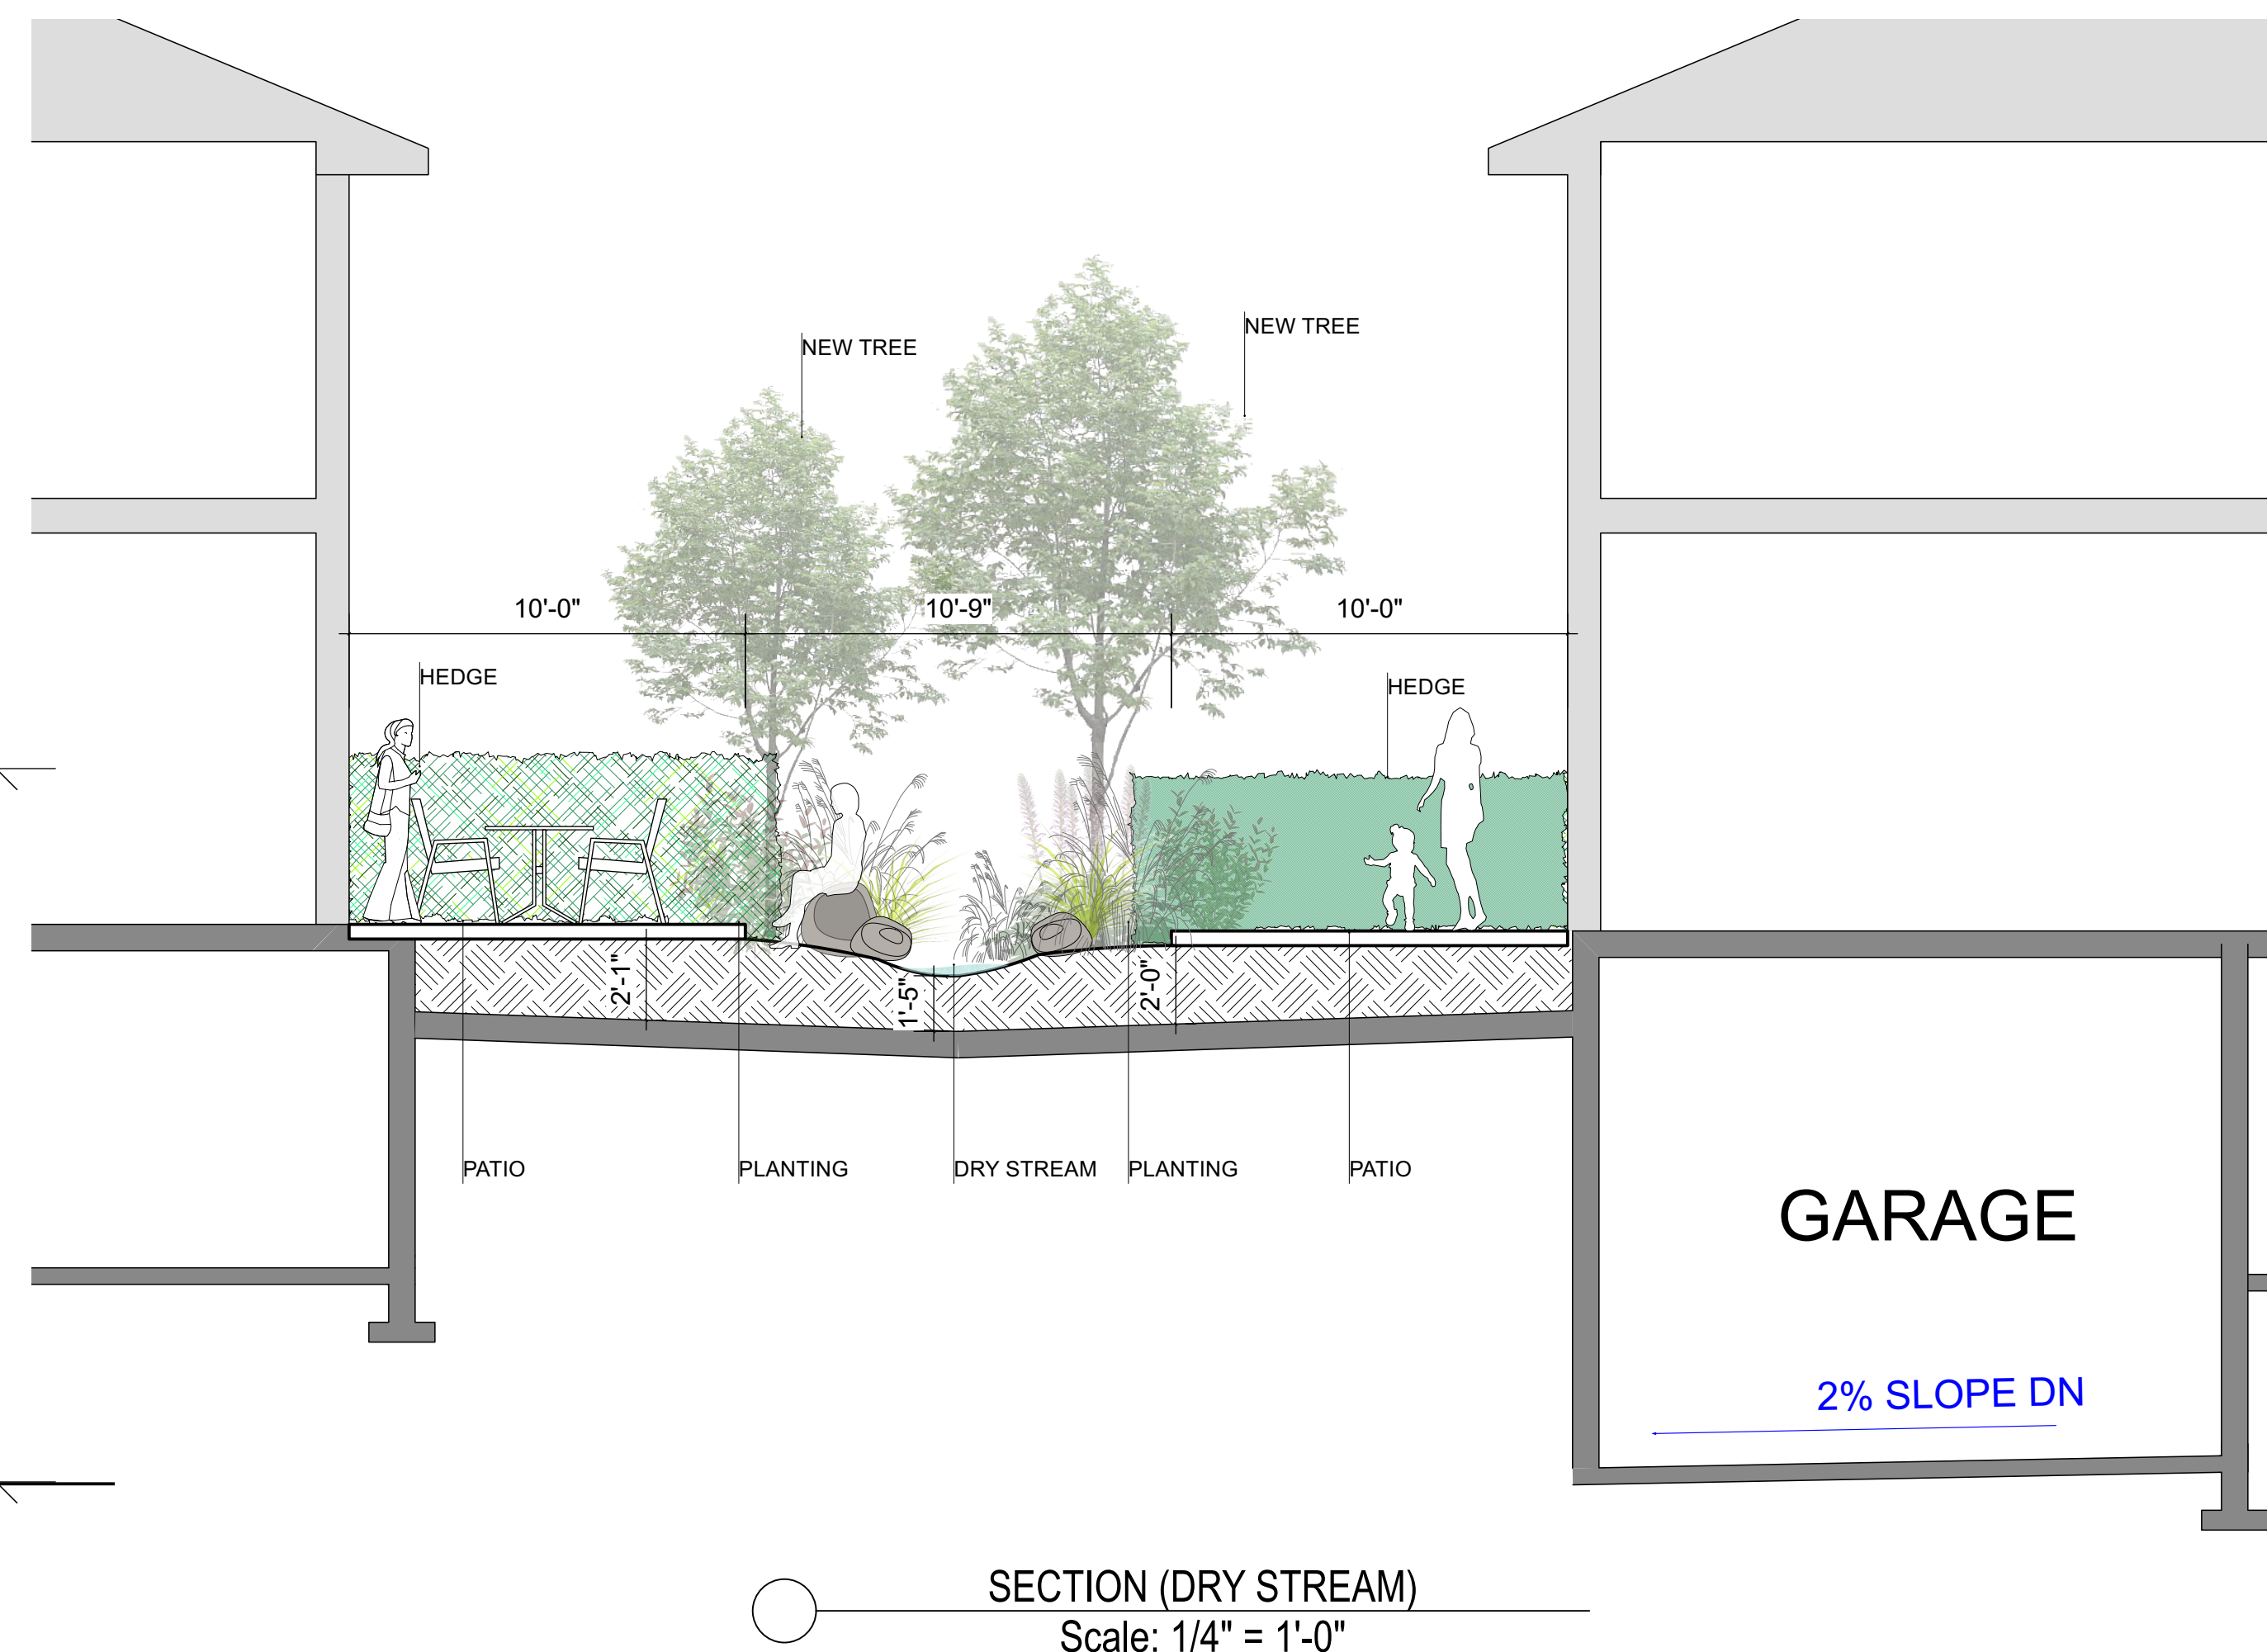 NEW TREE
NEW TREE
10'-0"
10'-9"
10'-0"
HEDGE
HEDGE
2'-1"
1'-5"
2'-0"
PATIO
PLANTING
DRY STREAM
PLANTING
PATIO
GARAGE
2% SLOPE DN
SECTION (DRY STREAM)
Scale: 1/4" = 1'-0"